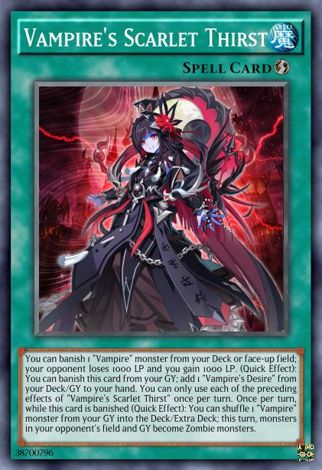 Vampire's Scarlet Thirst
魔
Spell Card
You can banish 1 "Vampire" monster from your Deck or face-up field;
your opponent loses 1000 LP and you gain 1000 LP. (Quick Effect):
You can banish this card from your GY; add 1 "Vampire's Desire" from
your Deck/GY to your hand. You can only use each of the preceding
effects of "Vampire's Scarlet Thirst" once per turn. Once per turn,
while this card is banished (Quick Effect): You can shuffle 1 "Vampire"
monster from your GY into the Deck/Extra Deck; this turn, monsters
in your opponent's field and GY become Zombie monsters.
38700796